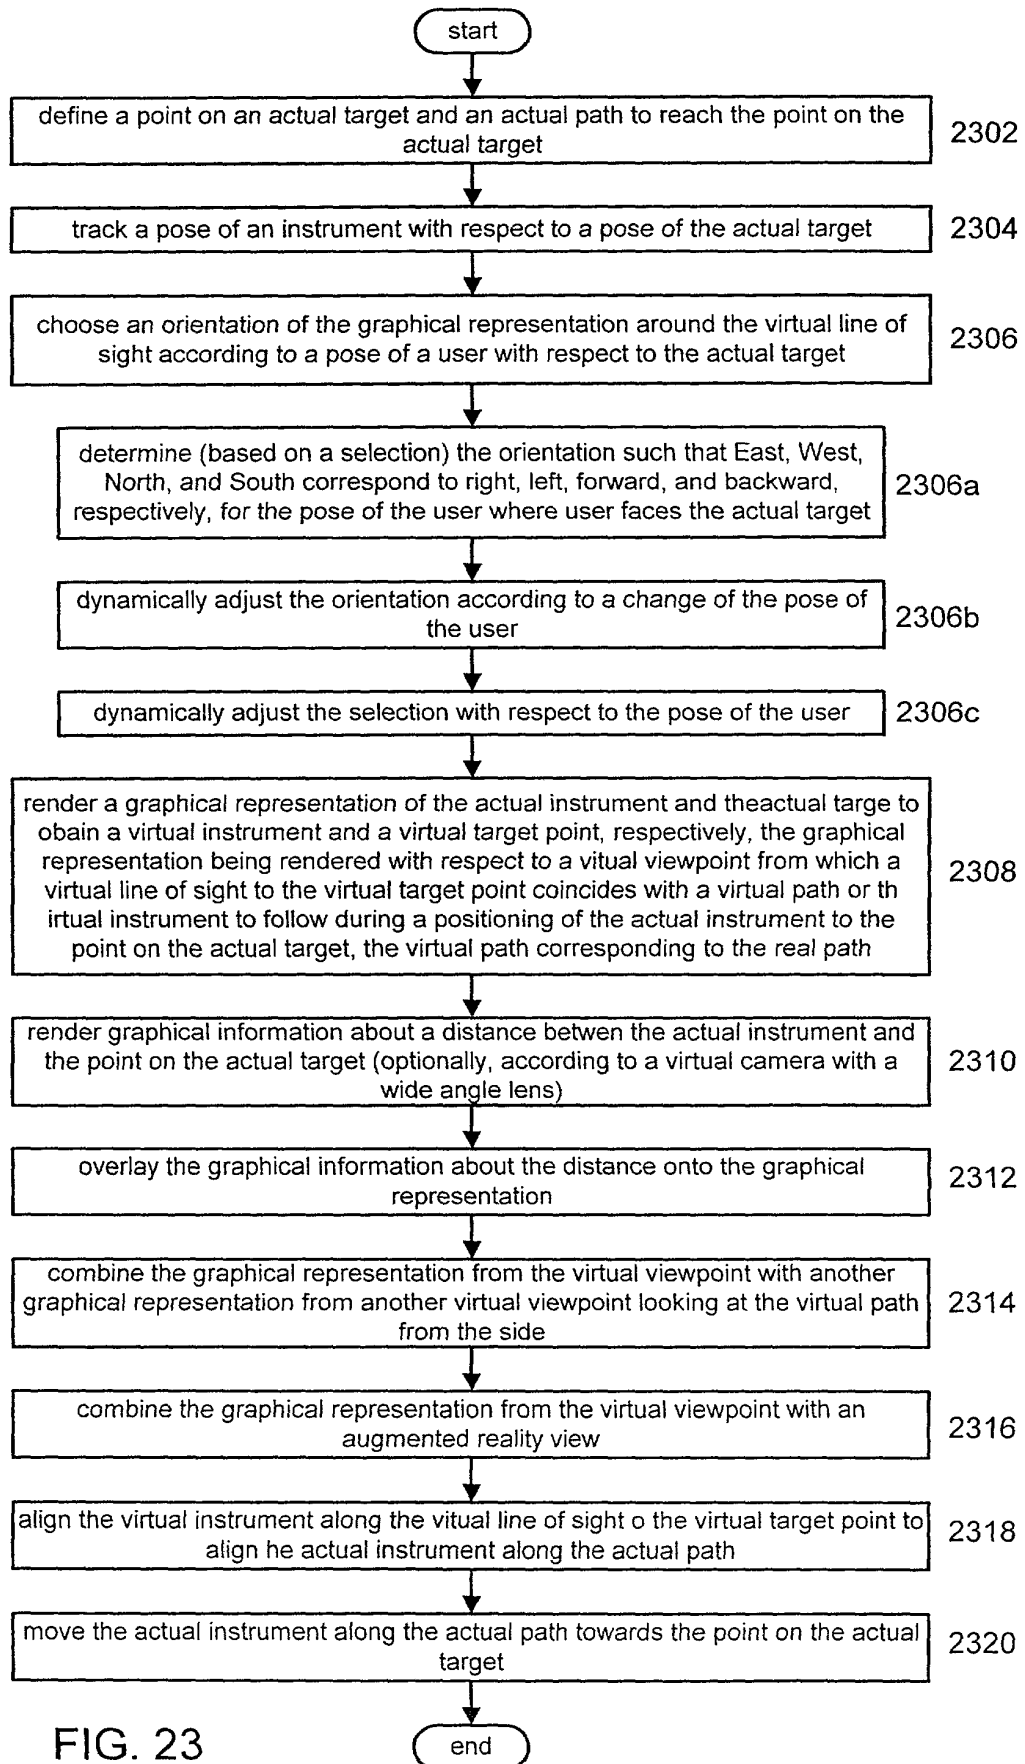 start
define a point on an actual target and an actual path to reach the point on the
actual target
2302
track a pose of an instrument with respect to a pose of the actual target
2304
choose an orientation of the graphical representation around the virtual line of
sight according to a pose of a user with respect to the actual target
2306
determine (based on a selection) the orientation such that East, West,
North, and South correspond to right, left, forward, and backward,
respectively, for the pose of the user where user faces the actual target
2306a
dynamically adjust the orientation according to a change of the pose of
the user
2306b
dynamically adjust the selection with respect to the pose of the user
2306c
render a graphical representation of the actual instrument and theactual targe to
obain a virtual instrument and a virtual target point, respectively, the graphical
representation being rendered with respect to a vitual viewpoint from which a
virtual line of sight to the virtual target point coincides with a virtual path or th
irtual instrument to follow during a positioning of the actual instrument to the
point on the actual target, the virtual path corresponding to the real path
2308
render graphical information about a distance betwen the actual instrument and
the point on the actual target (optionally, according to a virtual camera with a
wide angle lens)
2310
overlay the graphical information about the distance onto the graphical
representation
2312
combine the graphical representation from the virtual viewpoint with another
graphical representation from another virtual viewpoint looking at the virtual path
from the side
2314
combine the graphical representation from the virtual viewpoint with an
augmented reality view
2316
align the virtual instrument along the vitual line of sight o the virtual target point to
align he actual instrument along the actual path
2318
move the actual instrument along the actual path towards the point on the actual
target
2320
end
FIG. 23